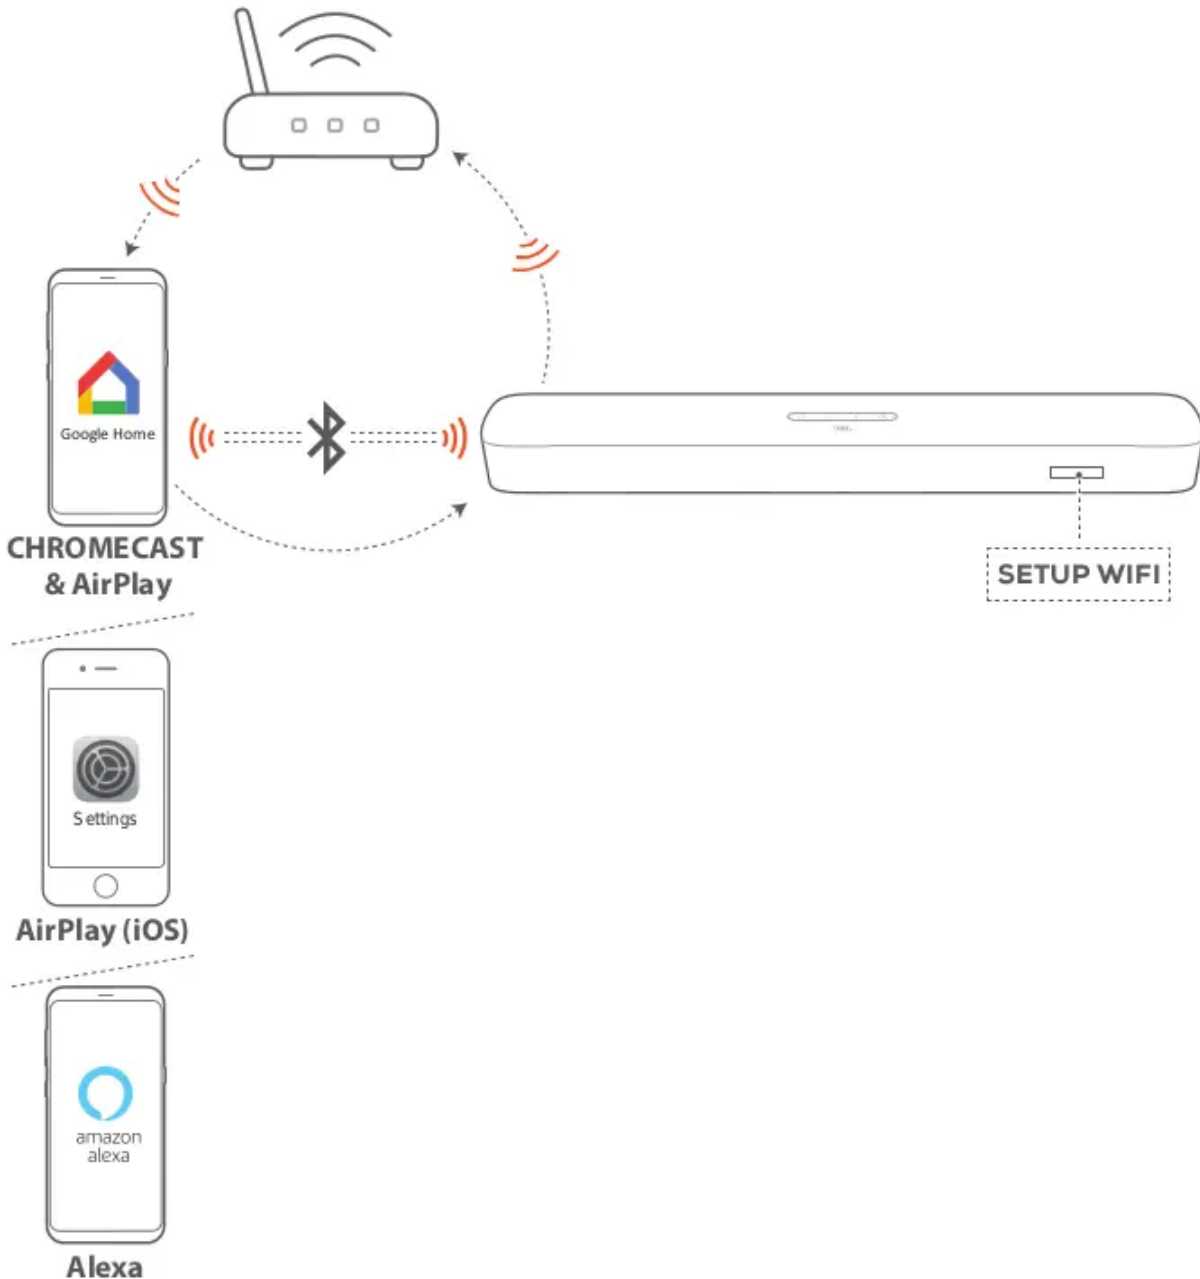 Google Home
CHROMECAST
& AirPlay
SETUP WIFI
Settings
AirPlay (iOS)
amazon
alexa
Alexa